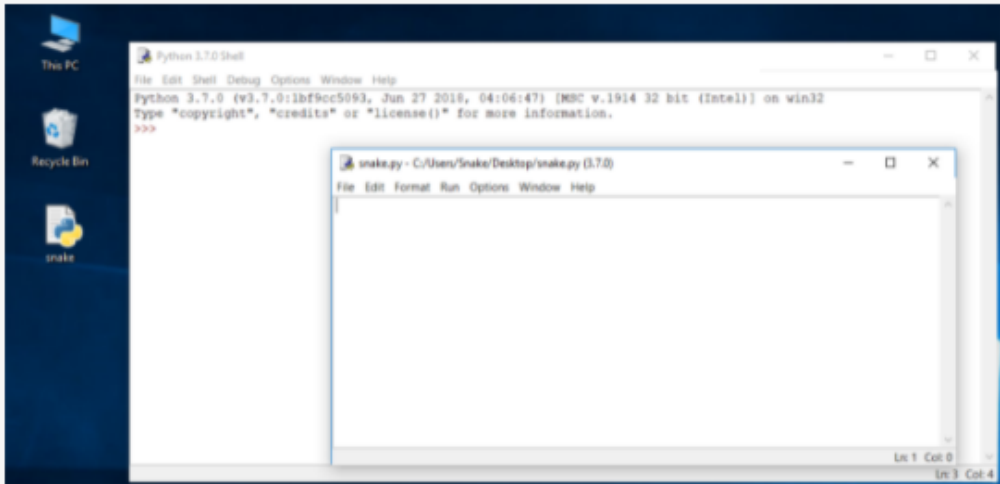 This PC
Recycle Bin
snake
Python 3.7.0 Shell
File Edit Shell Debug Options Window Help
Python 3.7.0 (v3.7.0:1bf9cc5093, Jun 27 2018, 04:06:47) [MSC v.1914 32 bit (Intel)] on win32
Type "copyright", "credits" or "license()" for more information.
>>>
snake.py - C:/Users/Snake/Desktop/snake.py (3.7.0)
File Edit Format Run Options Window Help
Ln: 1 Col: 0
Ln: 3 Col: 4